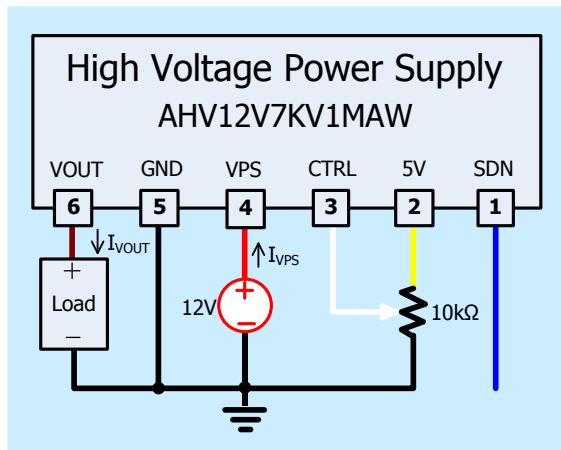 High Voltage Power Supply
AHV12V7KV1MAW
VOUT GND VPS CTRL 5V SDN
6 5 4 3 2 1
IVOUT IVPS
+ +
Load 12V 10kΩ
− −